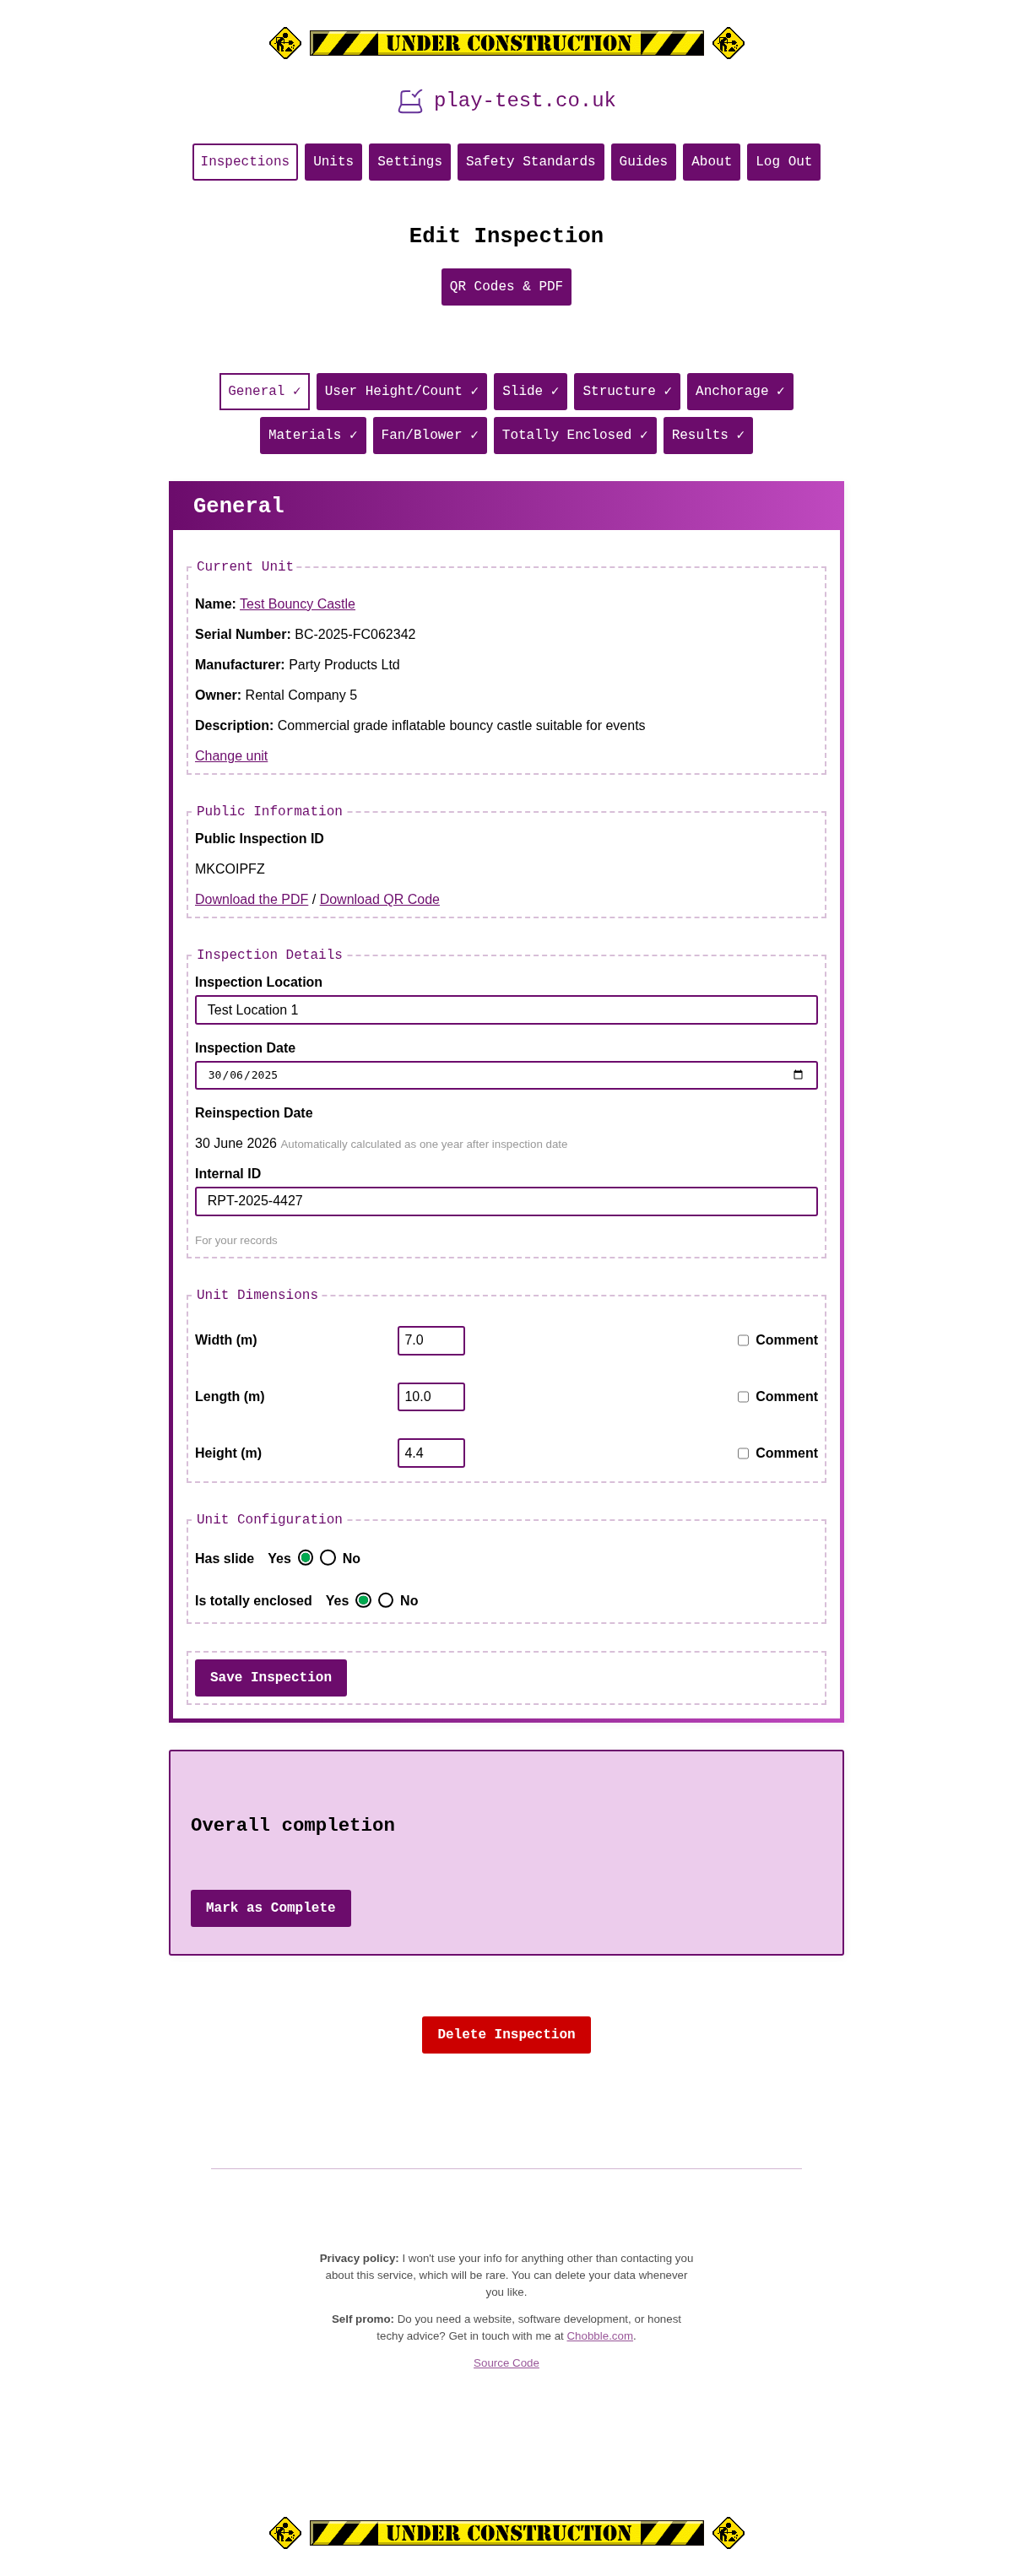 UNDER CONSTRUCTION
play-test.co.uk
Inspections Units Settings Safety Standards Guides About Log Out
Edit Inspection
QR Codes & PDF
General ✓ User Height/Count ✓ Slide ✓ Structure ✓ Anchorage ✓
Materials ✓ Fan/Blower ✓ Totally Enclosed ✓ Results ✓
General
Current Unit
Name: Test Bouncy Castle
Serial Number: BC-2025-FC062342
Manufacturer: Party Products Ltd
Owner: Rental Company 5
Description: Commercial grade inflatable bouncy castle suitable for events
Change unit
Public Information
Public Inspection ID
MKCOIPFZ
Download the PDF / Download QR Code
Inspection Details
Inspection Location
Test Location 1
Inspection Date
30/06/2025
Reinspection Date
30 June 2026 Automatically calculated as one year after inspection date
Internal ID
RPT-2025-4427
For your records
Unit Dimensions
Width (m) 7.0 Comment
Length (m) 10.0 Comment
Height (m) 4.4 Comment
Unit Configuration
Has slide Yes No
Is totally enclosed Yes No
Save Inspection
Overall completion
Mark as Complete
Delete Inspection
Privacy policy: I won't use your info for anything other than contacting you
about this service, which will be rare. You can delete your data whenever
you like.
Self promo: Do you need a website, software development, or honest
techy advice? Get in touch with me at Chobble.com.
Source Code
UNDER CONSTRUCTION